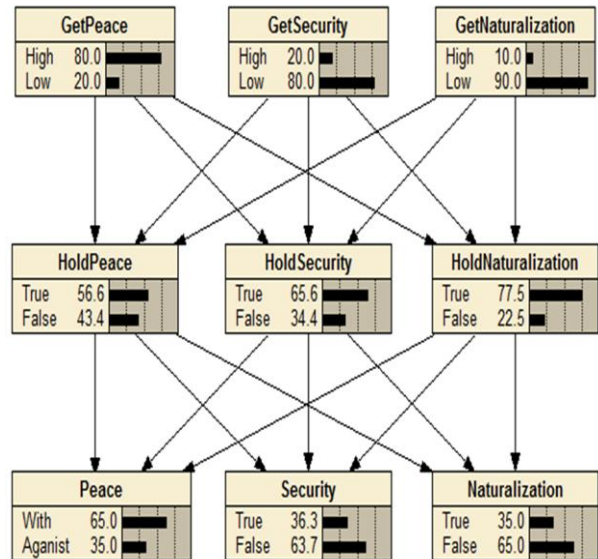 GetPeace
High 80.0
Low 20.0
GetSecurity
High 20.0
Low 80.0
GetNaturalization
High 10.0
Low 90.0
HoldPeace
True 56.6
False 43.4
HoldSecurity
True 65.6
False 34.4
HoldNaturalization
True 77.5
False 22.5
Peace
With 65.0
Aganist 35.0
Security
True 36.3
False 63.7
Naturalization
True 35.0
False 65.0